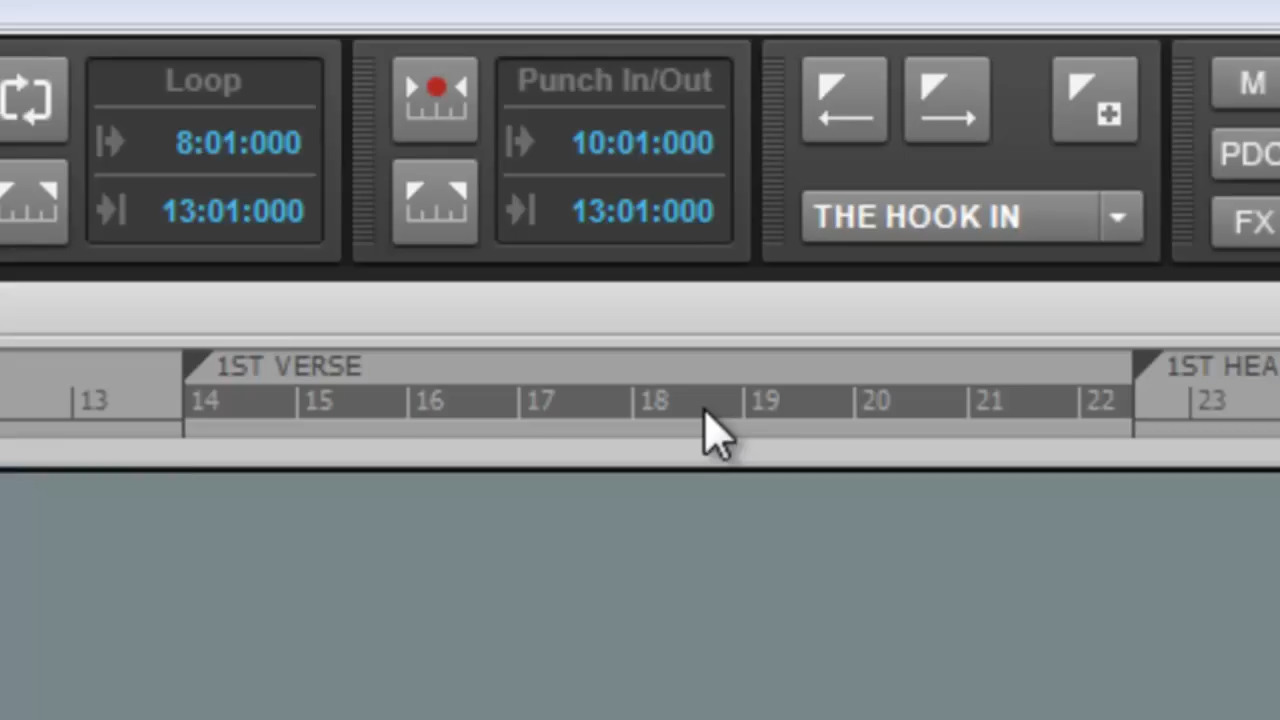 Loop
8:01:000
13:01:000
Punch In/Out
10:01:000
13:01:000
THE HOOK IN
M
PDC
FX
1ST VERSE
1ST HEA
13 14 15 16 17 18 19 20 21 22 23